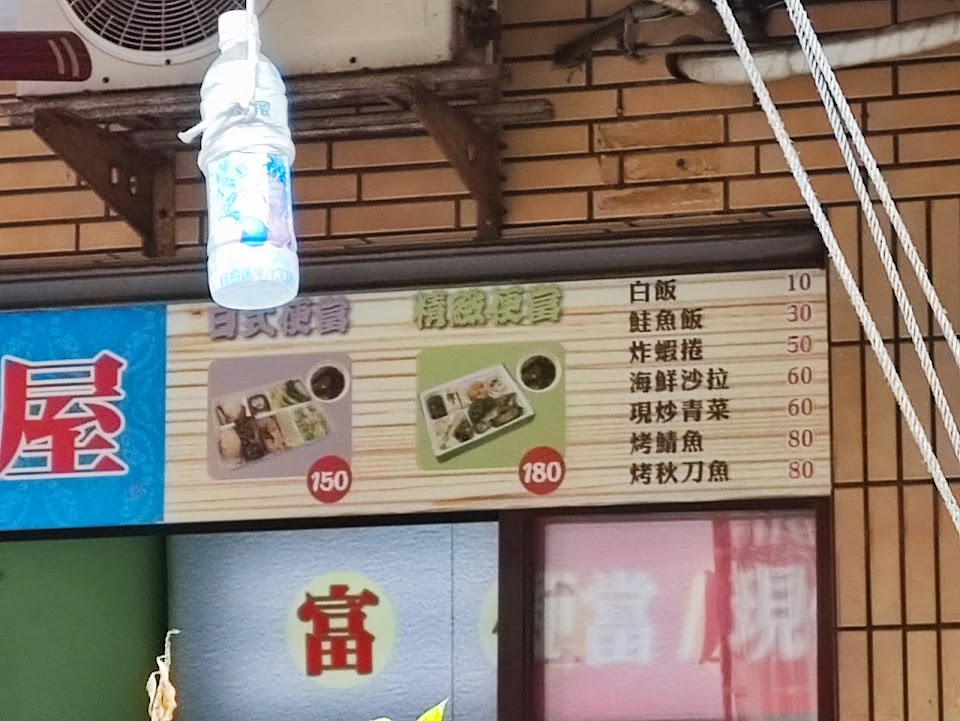 屋
日式便當
精緻便當
150
180
白飯 10
鮭魚飯 30
炸蝦捲 50
海鮮沙拉 60
現炒青菜 60
烤鯖魚 80
烤秋刀魚 80
富
當
現